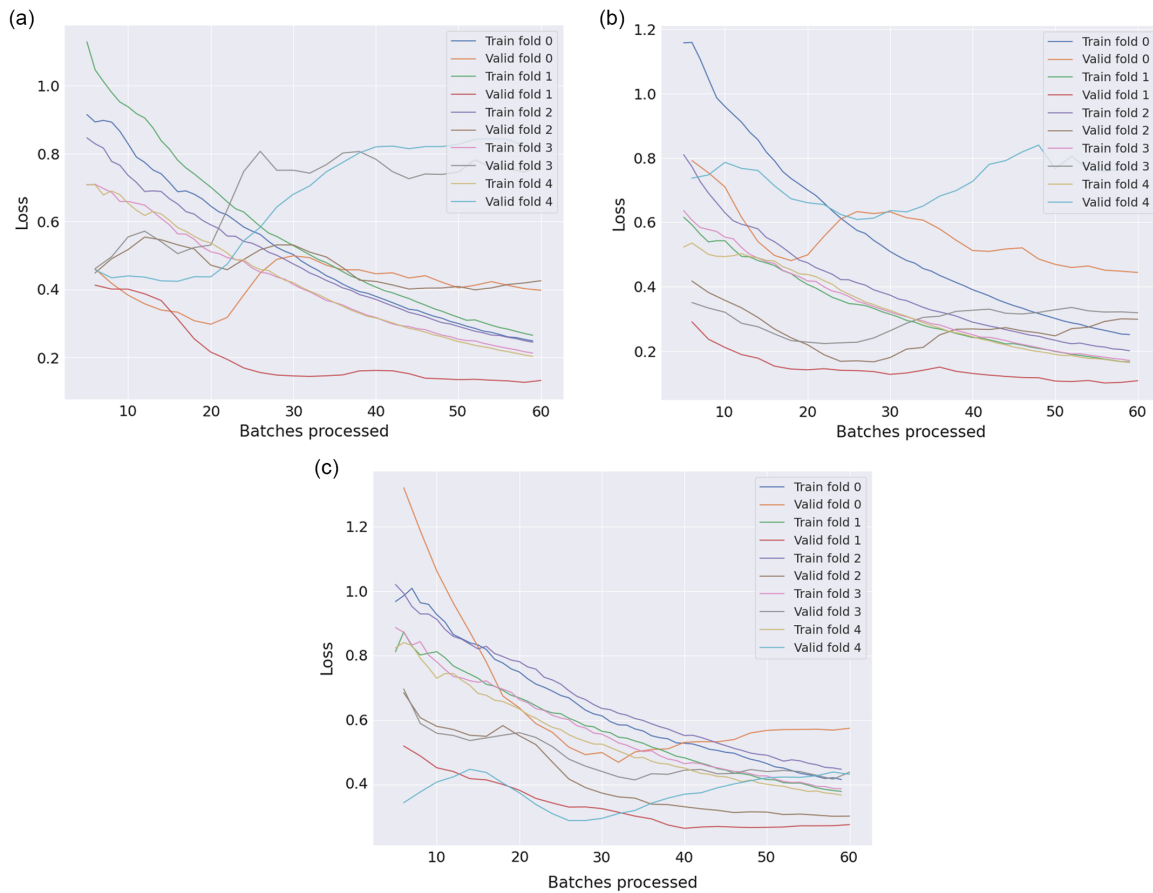 (a)
1.0
0.8
0.6
0.4
0.2
Loss
10
20
30
40
50
60
Batches processed
Train fold 0
Valid fold 0
Train fold 1
Valid fold 1
Train fold 2
Valid fold 2
Train fold 3
Valid fold 3
Train fold 4
Valid fold 4
(b)
1.2
1.0
0.8
0.6
0.4
0.2
Loss
10
20
30
40
50
60
Batches processed
Train fold 0
Valid fold 0
Train fold 1
Valid fold 1
Train fold 2
Valid fold 2
Train fold 3
Valid fold 3
Train fold 4
Valid fold 4
(c)
1.2
1.0
0.8
0.6
0.4
Loss
10
20
30
40
50
60
Batches processed
Train fold 0
Valid fold 0
Train fold 1
Valid fold 1
Train fold 2
Valid fold 2
Train fold 3
Valid fold 3
Train fold 4
Valid fold 4